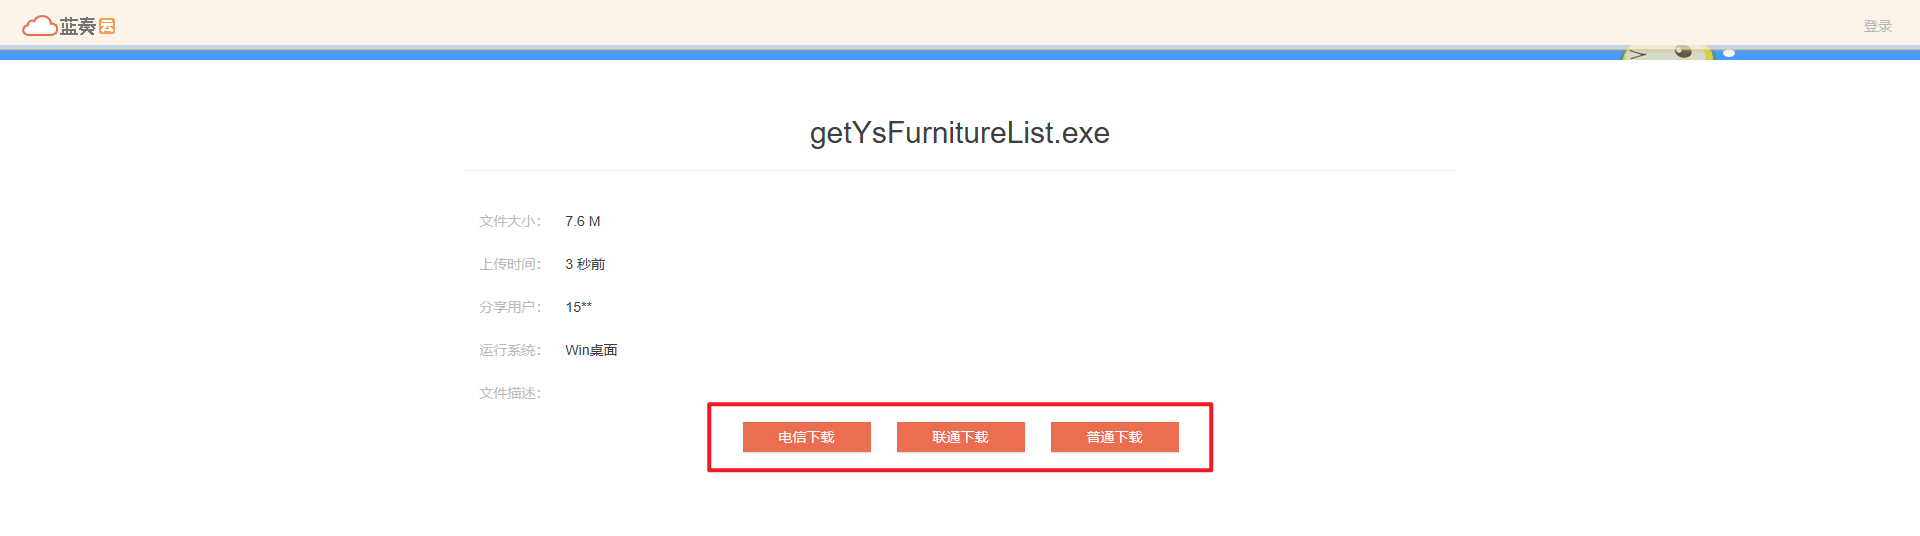 蓝奏云
登录
getYsFurnitureList.exe
文件大小： 7.6 M
上传时间： 3 秒前
分享用户： 15**
运行系统： Win桌面
文件描述：
电信下载 联通下载 普通下载